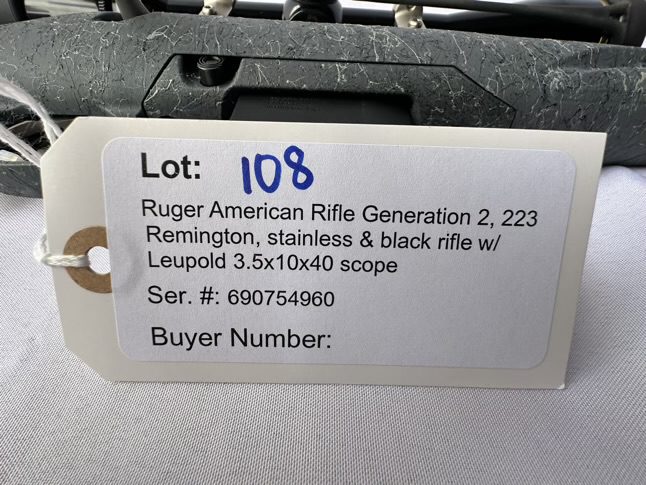 Lot: 108
Ruger American Rifle Generation 2, 223
Remington, stainless & black rifle w/
Leupold 3.5x10x40 scope
Ser. #: 690754960
Buyer Number: